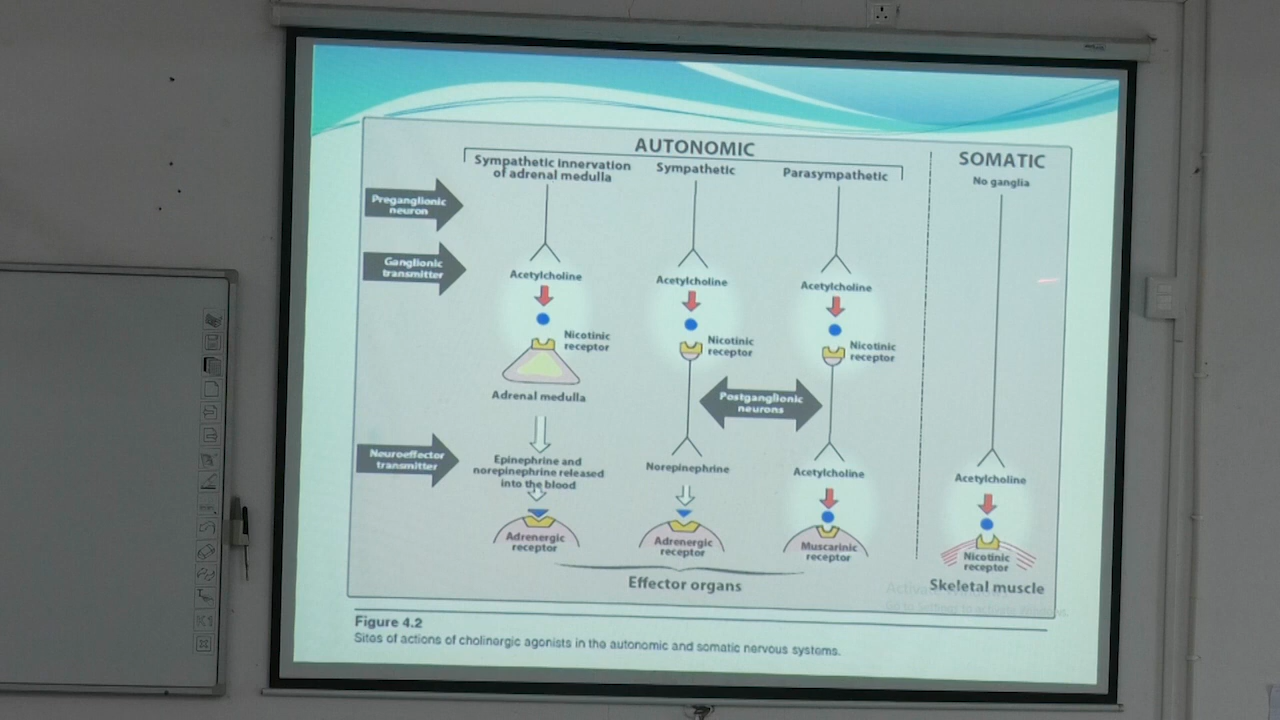 AUTONOMIC
SOMATIC
Sympathetic innervation
of adrenal medulla
Sympathetic
Parasympathetic
No ganglia
Preganglionic
neuron
Ganglionic
transmitter
Acetylcholine
Acetylcholine
Acetylcholine
Nicotinic
receptor
Nicotinic
receptor
Nicotinic
receptor
Adrenal medulla
Postganglionic
neurons
Neuroeffector
transmitter
Epinephrine and
norepinephrine released
into the blood
Norepinephrine
Acetylcholine
Acetylcholine
Adrenergic
receptor
Adrenergic
receptor
Muscarinic
receptor
Nicotinic
receptor
Effector organs
Skeletal muscle
Figure 4.2
Sites of actions of cholinergic agonists in the autonomic and somatic nervous systems.